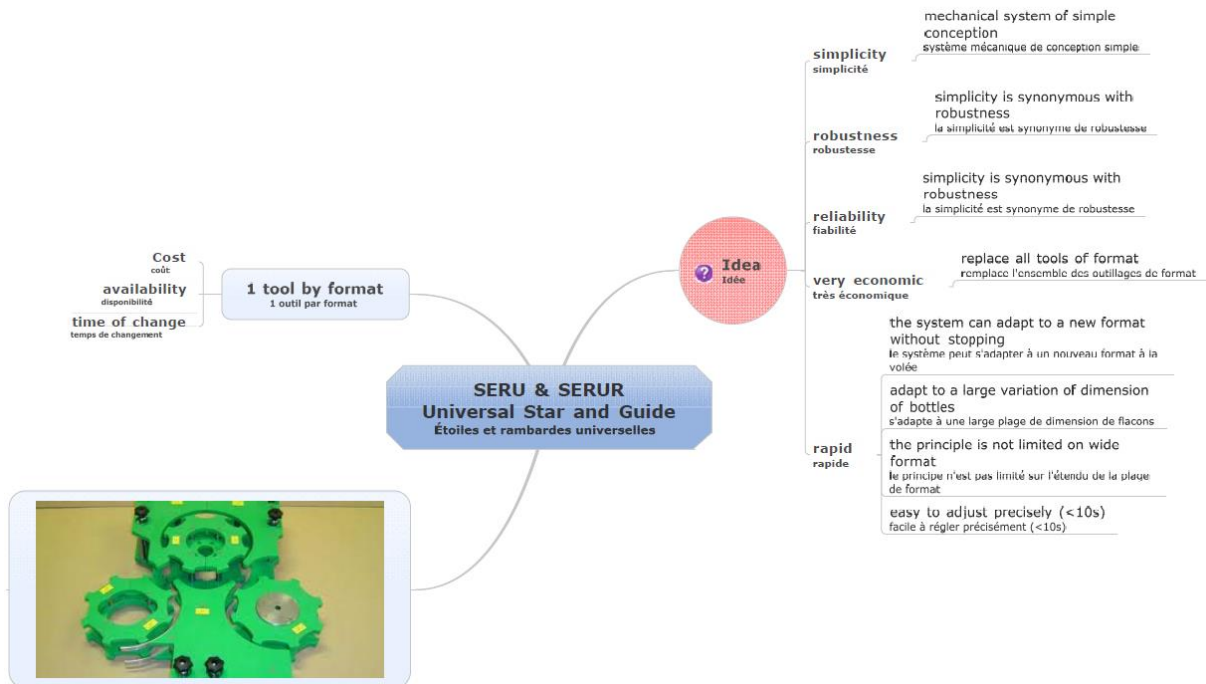 SERU & SERUR
Universal Star and Guide
Étoiles et rambardes universelles
1 tool by format
1 outil par format
Cost
coût
availability
disponibilité
time of change
temps de changement
Idea
Idée
simplicity
simplicité
mechanical system of simple
conception
système mécanique de conception simple
robustness
robustesse
simplicity is synonymous with
robustness
la simplicité est synonyme de robustesse
reliability
fiabilité
simplicity is synonymous with
robustness
la simplicité est synonyme de robustesse
very economic
très économique
replace all tools of format
remplace l'ensemble des outillages de format
rapid
rapide
the system can adapt to a new format
without stopping
le système peut s'adapter à un nouveau format à la
volée
adapt to a large variation of dimension
of bottles
s'adapte à une large plage de dimension de flacons
the principle is not limited on wide
format
le principe n'est pas limité sur l'étendu de la plage
de format
easy to adjust precisely (<10s)
facile à régler précisément (<10s)